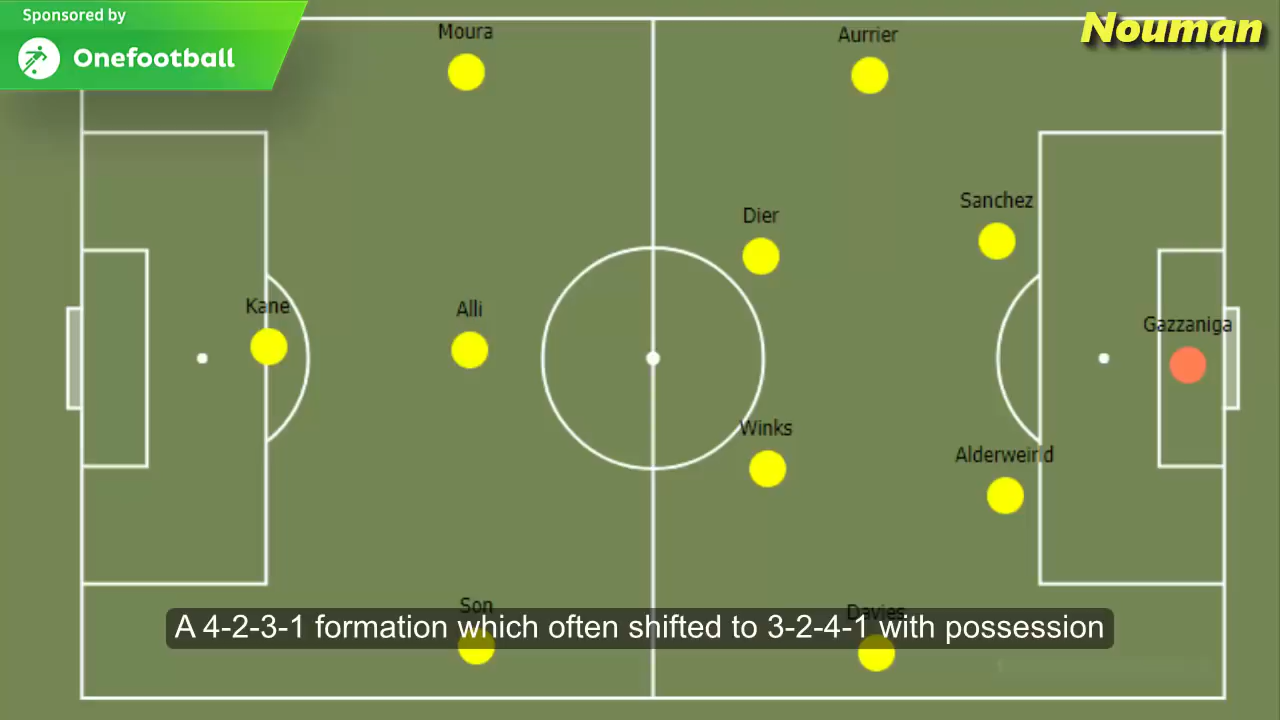 Sponsored by
Onefootball
Nouman
Moura
Aurrier
Sanchez
Dier
Kane
Alli
Gazzaniga
Winks
Alderweirld
Son
Davies
A 4-2-3-1 formation which often shifted to 3-2-4-1 with possession